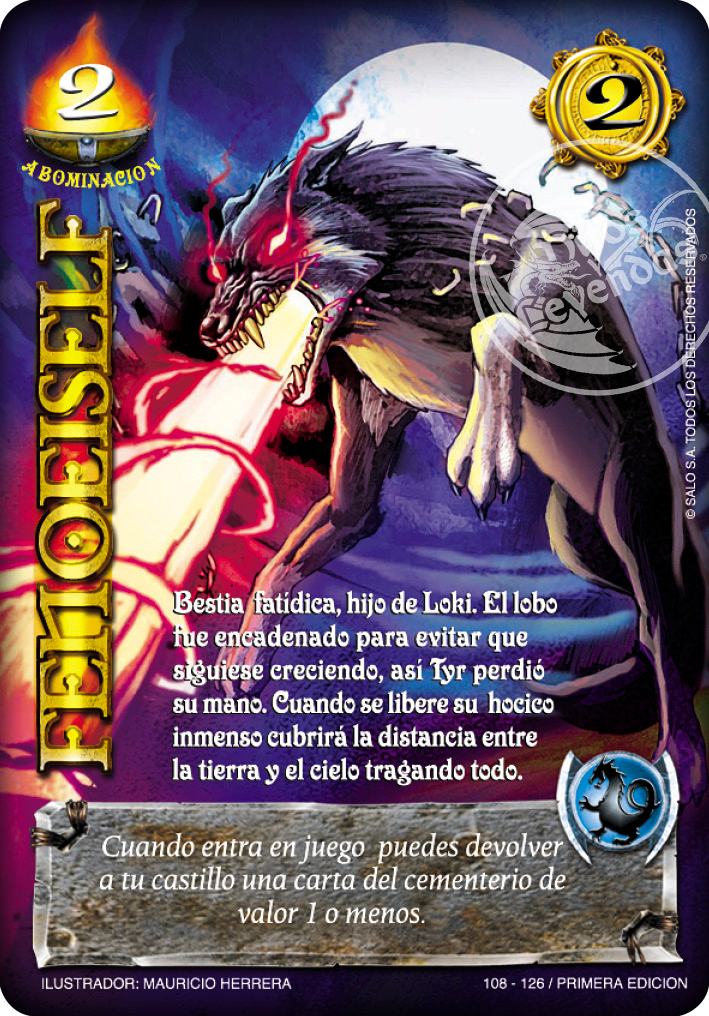 2
2
ABOMINACION
FENOEISELF
Bestia fatídica, hijo de Loki. El lobo
fue encadenado para evitar que
siguiese creciendo, así Tyr perdió
su mano. Cuando se libere su hocico
inmenso cubrirá la distancia entre
la tierra y el cielo tragando todo.
Cuando entra en juego puedes devolver
a tu castillo una carta del cementerio de
valor 1 o menos.
ILUSTRADOR: MAURICIO HERRERA
108 - 126 / PRIMERA EDICION
© SALO S.A. TODOS LOS DERECHOS RESERVADOS